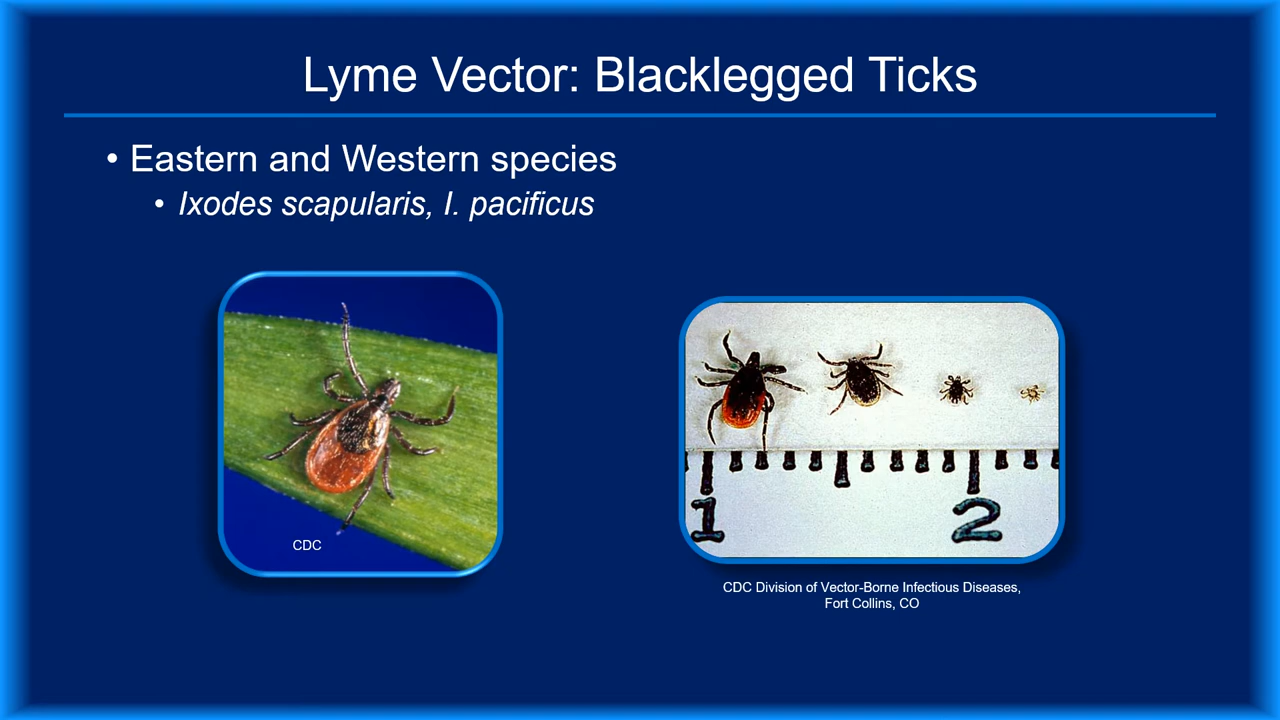 Lyme Vector: Blacklegged Ticks
• Eastern and Western species
• Ixodes scapularis, I. pacificus
CDC
1 2
CDC Division of Vector-Borne Infectious Diseases,
Fort Collins, CO